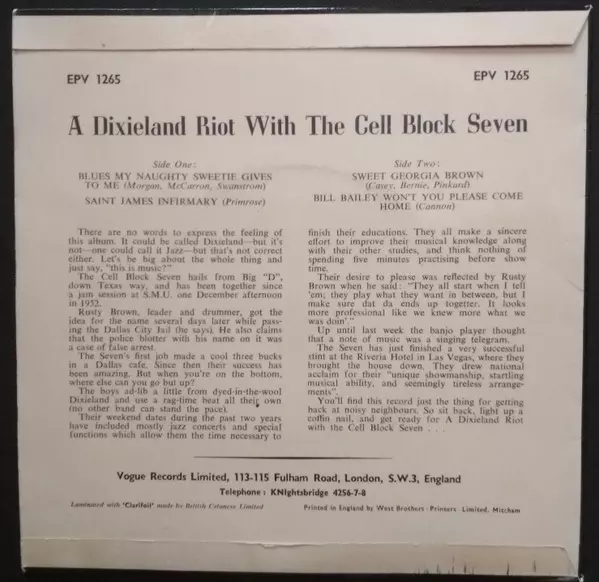 EPV 1265
EPV 1265
A Dixieland Riot With The Cell Block Seven
Side One:
BLUES MY NAUGHTY SWEETIE GIVES
TO ME (Morgan, McCarron, Swanstrom)
SAINT JAMES INFIRMARY (Primrose)
Side Two:
SWEET GEORGIA BROWN
(Casey, Bernie, Pinkard)
BILL BAILEY WON'T YOU PLEASE COME
HOME (Cannon)
There are no words to express the feeling of
this album. It could be called Dixieland—but it's
not—one could call it Jazz—but that's not correct
either. Let's be big about the whole thing and
just say, "this is music?"
The Cell Block Seven hails from Big "D",
down Texas way, and has been together since
a jam session at S.M.U. one December afternoon
in 1952.
Rusty Brown, leader and drummer, got the
idea for the name several days later while pass-
ing the Dallas City Jail (he says). He also claims
that the police blotter with his name on it was
a case of false arrest.
The Seven's first job made a cool three bucks
in a Dallas cafe. Since then their success has
been amazing. But when you're on the bottom,
where else can you go but up?
The boys ad-lib a little from dyed-in-the-wool
Dixieland and use a rag-time beat all their own
(no other band can stand the pace).
Their weekend dates during the past two years
have included mostly jazz concerts and special
functions which allow them the time necessary to
finish their educations. They all make a sincere
effort to improve their musical knowledge along
with their other studies, and think nothing of
spending five minutes practising before show
time.
Their desire to please was reflected by Rusty
Brown when he said: "They all start when I tell
'em; they play what they want in between, but I
make sure dat da ends up together. It looks
more professional like we knew more what we
was doin'."
Up until last week the banjo player thought
that a note of music was a singing telegram.
The Seven has just finished a very successful
stint at the Riveria Hotel in Las Vegas, where they
brought the house down. They drew national
acclaim for their "unique showmanship, startling
musical ability, and seemingly tireless arrange-
ments".
You'll find this record just the thing for getting
back at noisy neighbours. So sit back, light up a
coffin nail, and get ready for A Dixieland Riot
with the Cell Block Seven . . .
Vogue Records Limited, 113-115 Fulham Road, London, S.W.3, England
Telephone: KNIghtsbridge 4256-7-8
Laminated with 'Clarifoil' made by British Celanese Limited
Printed in England by West Brothers · Printers · Limited, Mitcham